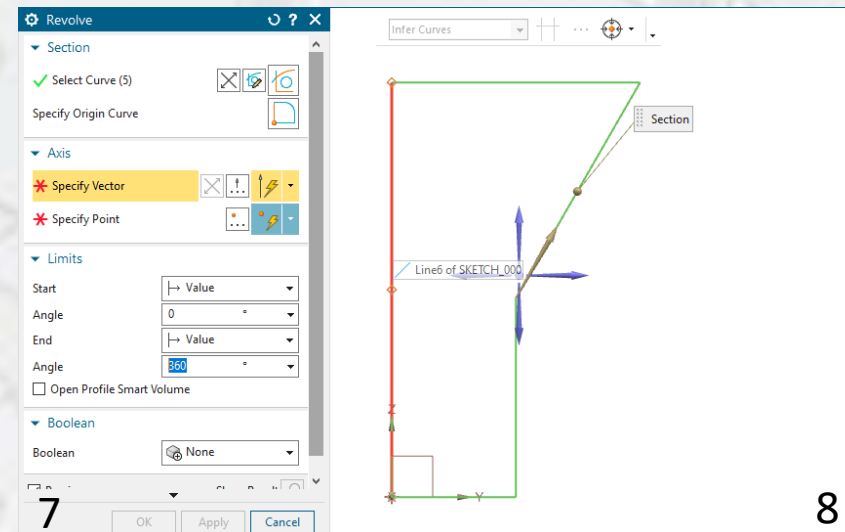 Revolve
Section
Select Curve (5)
Specify Origin Curve
Axis
Specify Vector
Specify Point
Limits
Start
Value
Angle
0 °
End
Value
Angle
360 °
Open Profile Smart Volume
Boolean
Boolean
None
OK
Apply
Cancel
7
Infer Curves
Section
Line6 of SKETCH_000
Z
Y
8